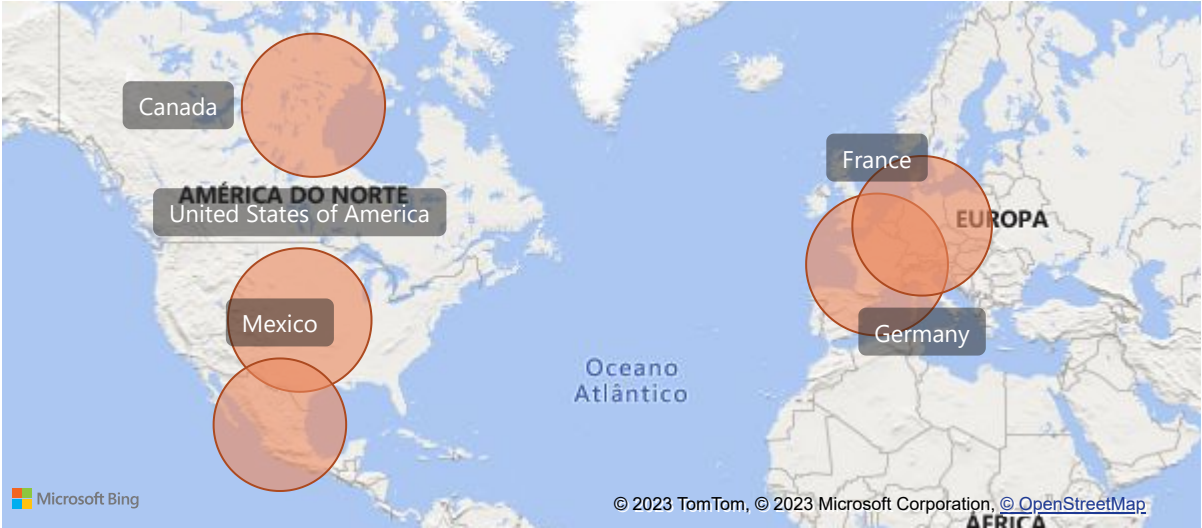 Canada
AMÉRICA DO NORTE
United States of America
Mexico
France
EUROPA
Germany
Oceano
Atlântico
Microsoft Bing
© 2023 TomTom, © 2023 Microsoft Corporation, © OpenStreetMap
ÁFRICA